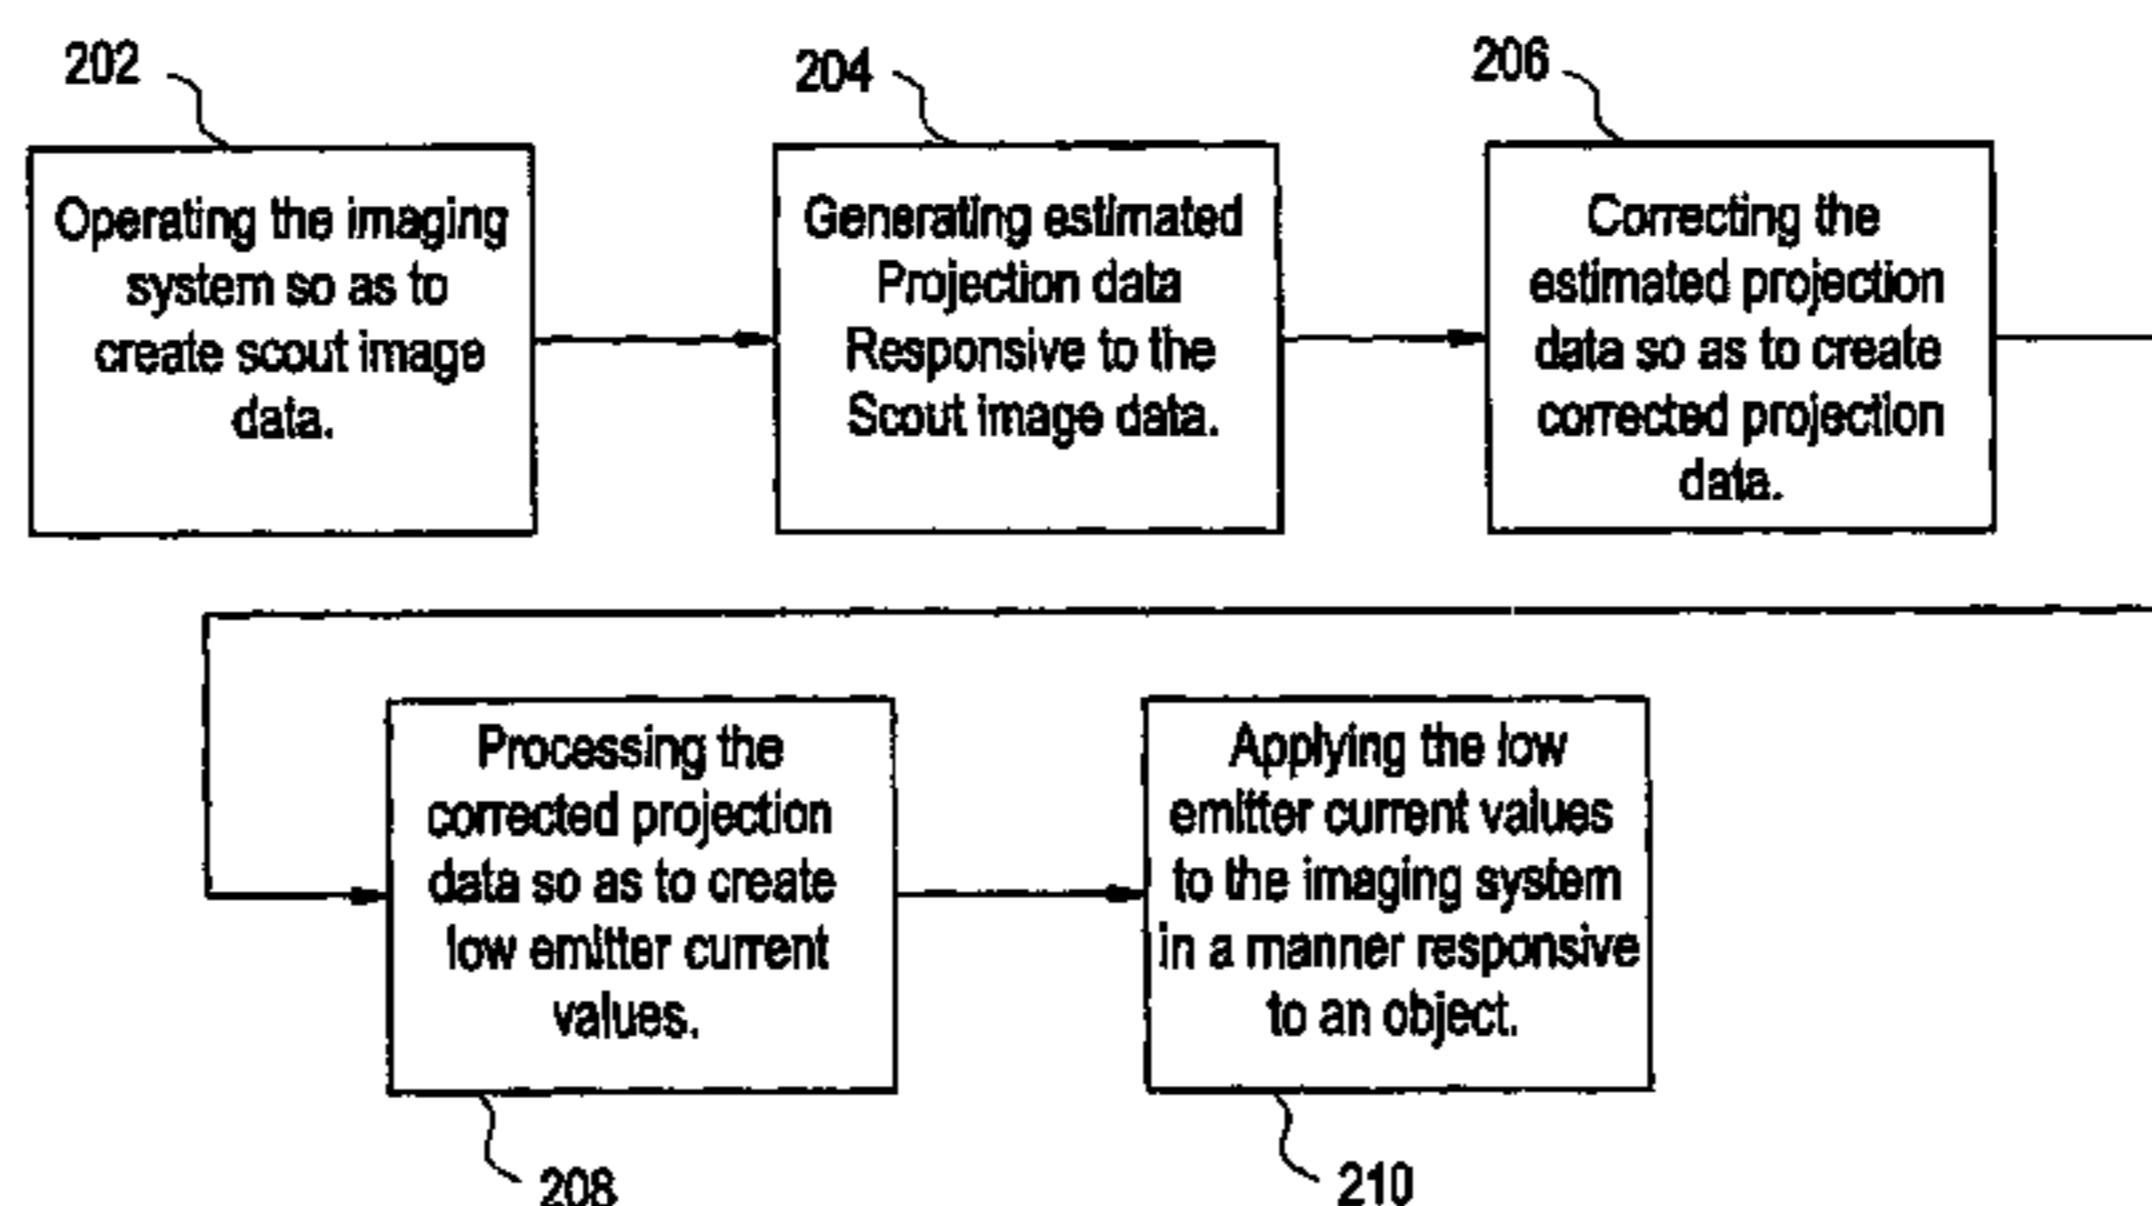 202
Operating the imaging
system so as to
create scout image
data.
204
Generating estimated
Projection data
Responsive to the
Scout image data.
206
Correcting the
estimated projection
data so as to create
corrected projection
data.
Processing the
corrected projection
data so as to create
low emitter current
values.
208
Applying the low
emitter current values
to the imaging system
in a manner responsive
to an object.
210